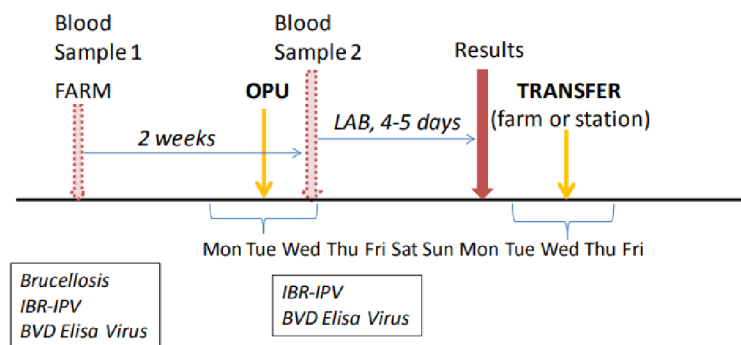 Blood
Sample 1
FARM
OPU
Blood
Sample 2
Results
TRANSFER
(farm or station)
2 weeks
LAB, 4-5 days
Mon Tue Wed Thu Fri Sat Sun Mon Tue Wed Thu Fri
Brucellosis
IBR-IPV
BVD Elisa Virus
IBR-IPV
BVD Elisa Virus